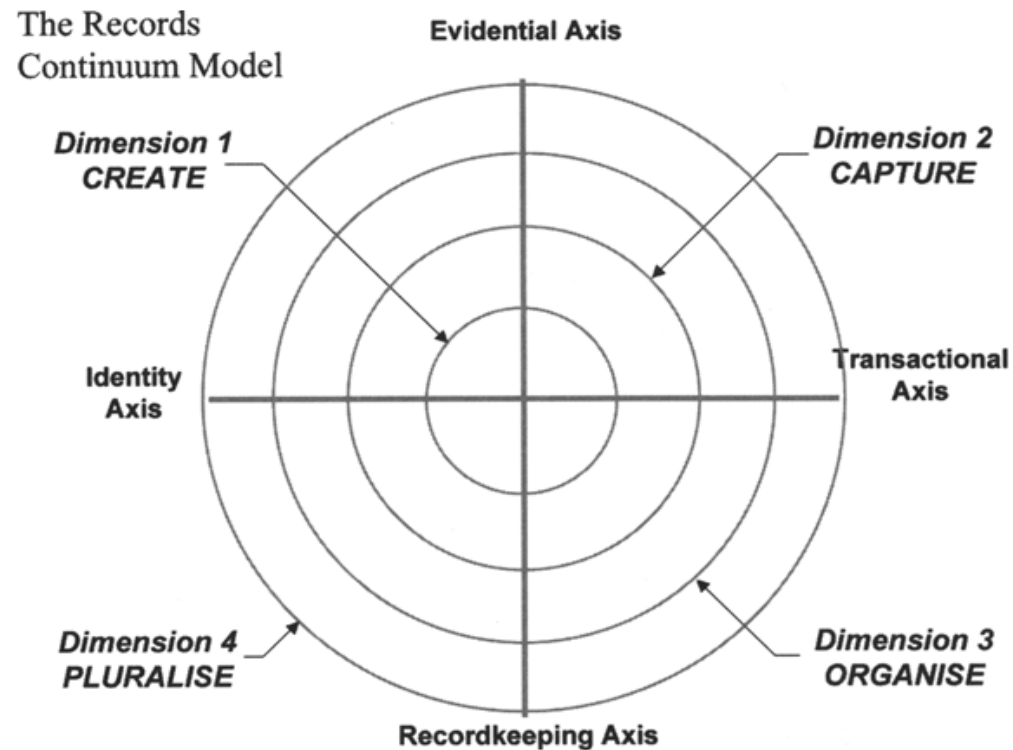 The Records
Continuum Model
Evidential Axis
Dimension 1
CREATE
Dimension 2
CAPTURE
Identity
Axis
Transactional
Axis
Dimension 4
PLURALISE
Dimension 3
ORGANISE
Recordkeeping Axis